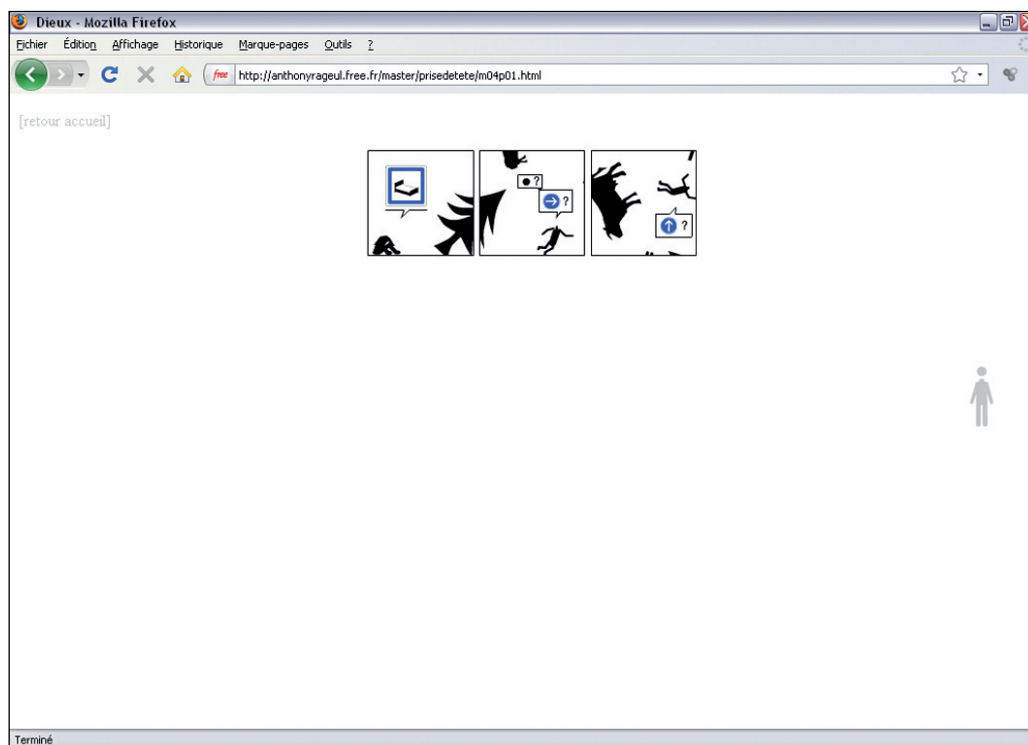 Dieux - Mozilla Firefox
Fichier Édition Affichage Historique Marque-pages Outils ?
free http://anthonyrageul.free.fr/master/prisedetete/m04p01.html
[retour accueil]
?
?
?
Terminé